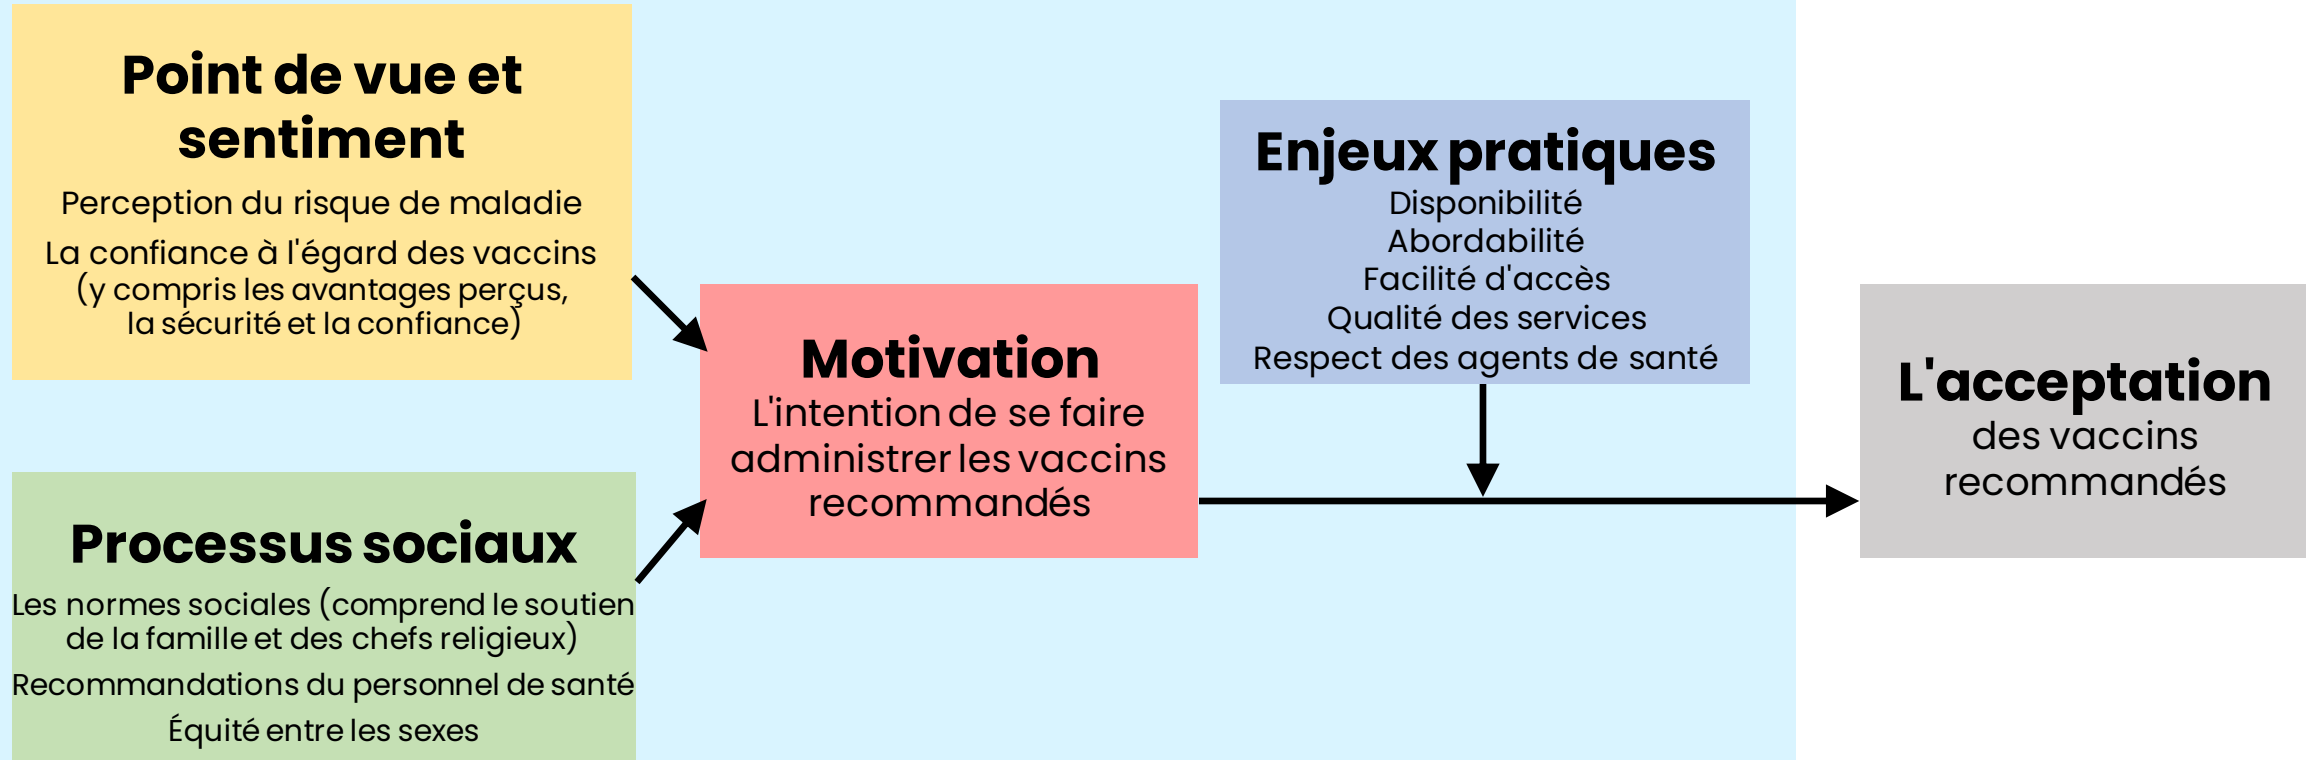 Point de vue et
sentiment
Perception du risque de maladie
La confiance à l'égard des vaccins
(y compris les avantages perçus,
la sécurité et la confiance)
Processus sociaux
Les normes sociales (comprend le soutien
de la famille et des chefs religieux)
Recommandations du personnel de santé
Équité entre les sexes
Motivation
L'intention de se faire
administrer les vaccins
recommandés
Enjeux pratiques
Disponibilité
Abordabilité
Facilité d'accès
Qualité des services
Respect des agents de santé
L'acceptation
des vaccins
recommandés